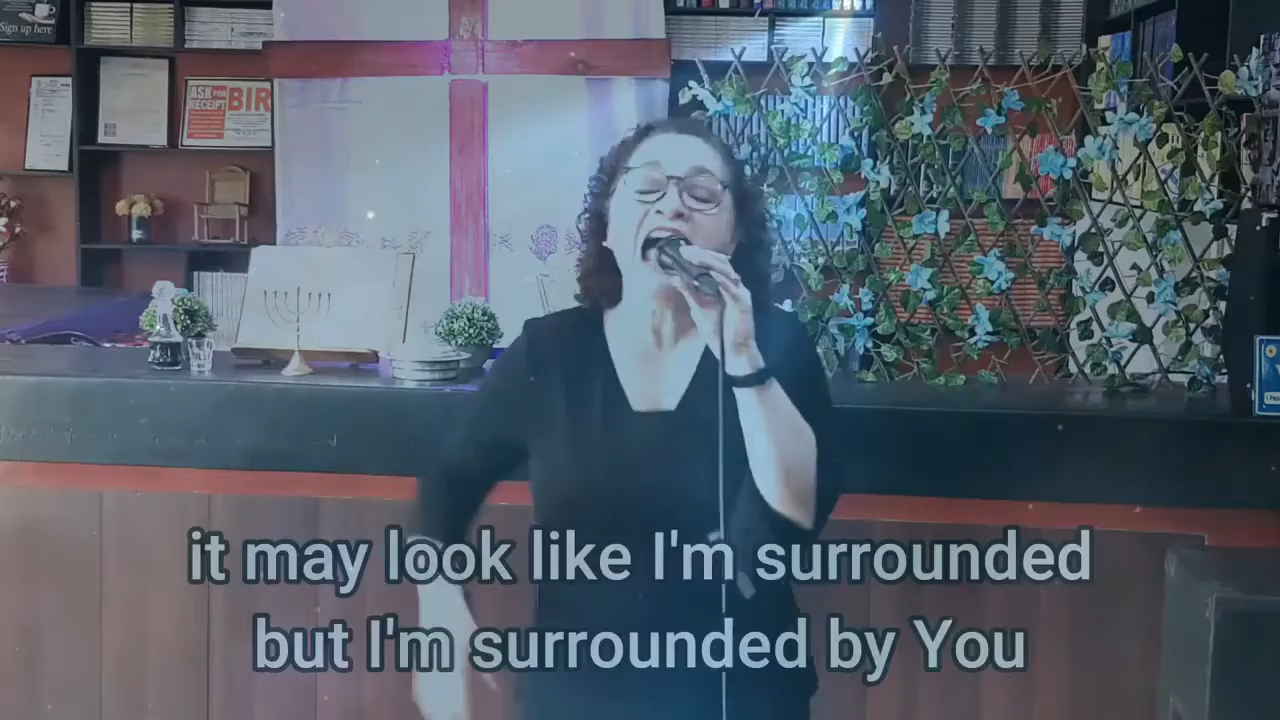 Sign up here
ASK FOR
RECEIPT
BIR
it may look like I'm surrounded
but I'm surrounded by You